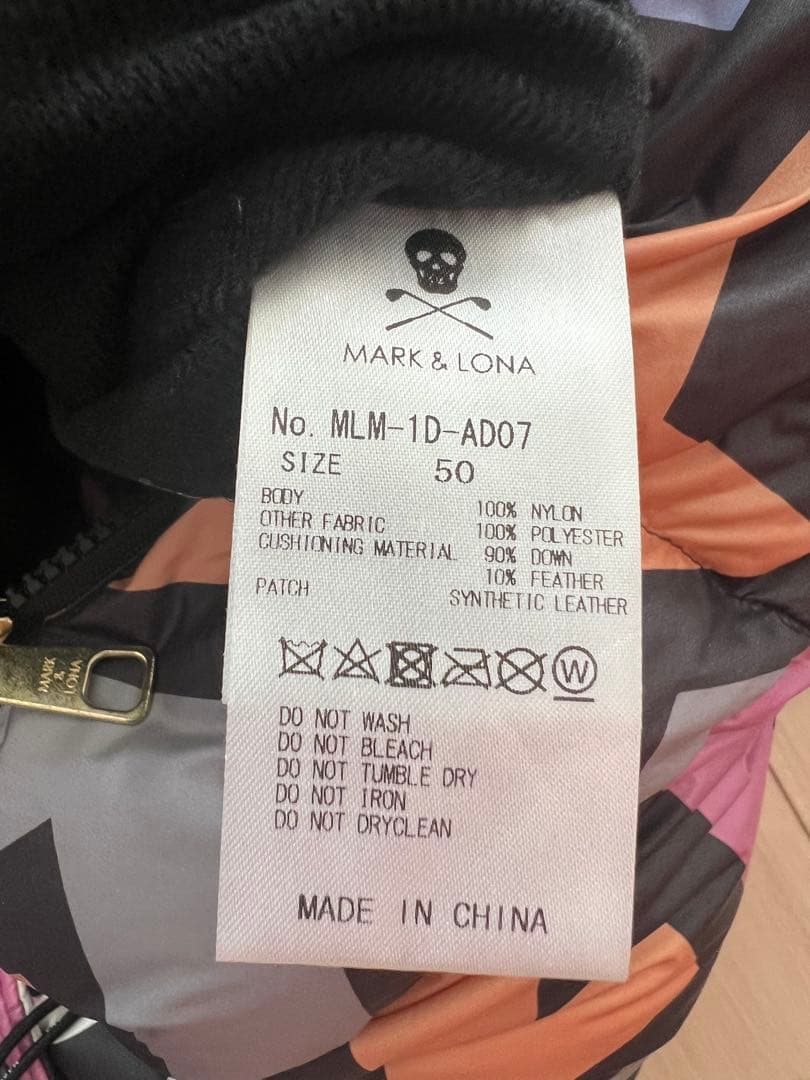 MARK & LONA
No. MLM-1D-AD07
SIZE 50
BODY 100% NYLON
OTHER FABRIC 100% POLYESTER
CUSHIONING MATERIAL 90% DOWN
10% FEATHER
PATCH SYNTHETIC LEATHER
W
DO NOT WASH
DO NOT BLEACH
DO NOT TUMBLE DRY
DO NOT IRON
DO NOT DRYCLEAN
MADE IN CHINA
MARK
&
LONA